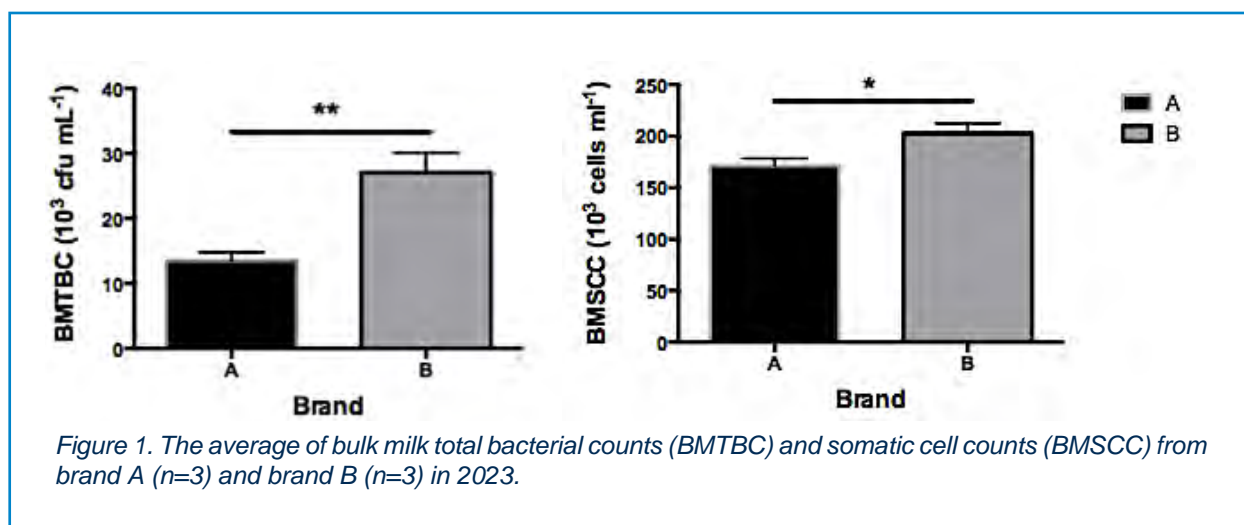 40
30
20
10
0
BMTBC (10³ cfu mL⁻¹)
**
A
B
Brand
250
200
150
100
50
0
BMSCC (10³ cells ml⁻¹)
*
A
B
Brand
A
B
Figure 1. The average of bulk milk total bacterial counts (BMTBC) and somatic cell counts (BMSCC) from
brand A (n=3) and brand B (n=3) in 2023.